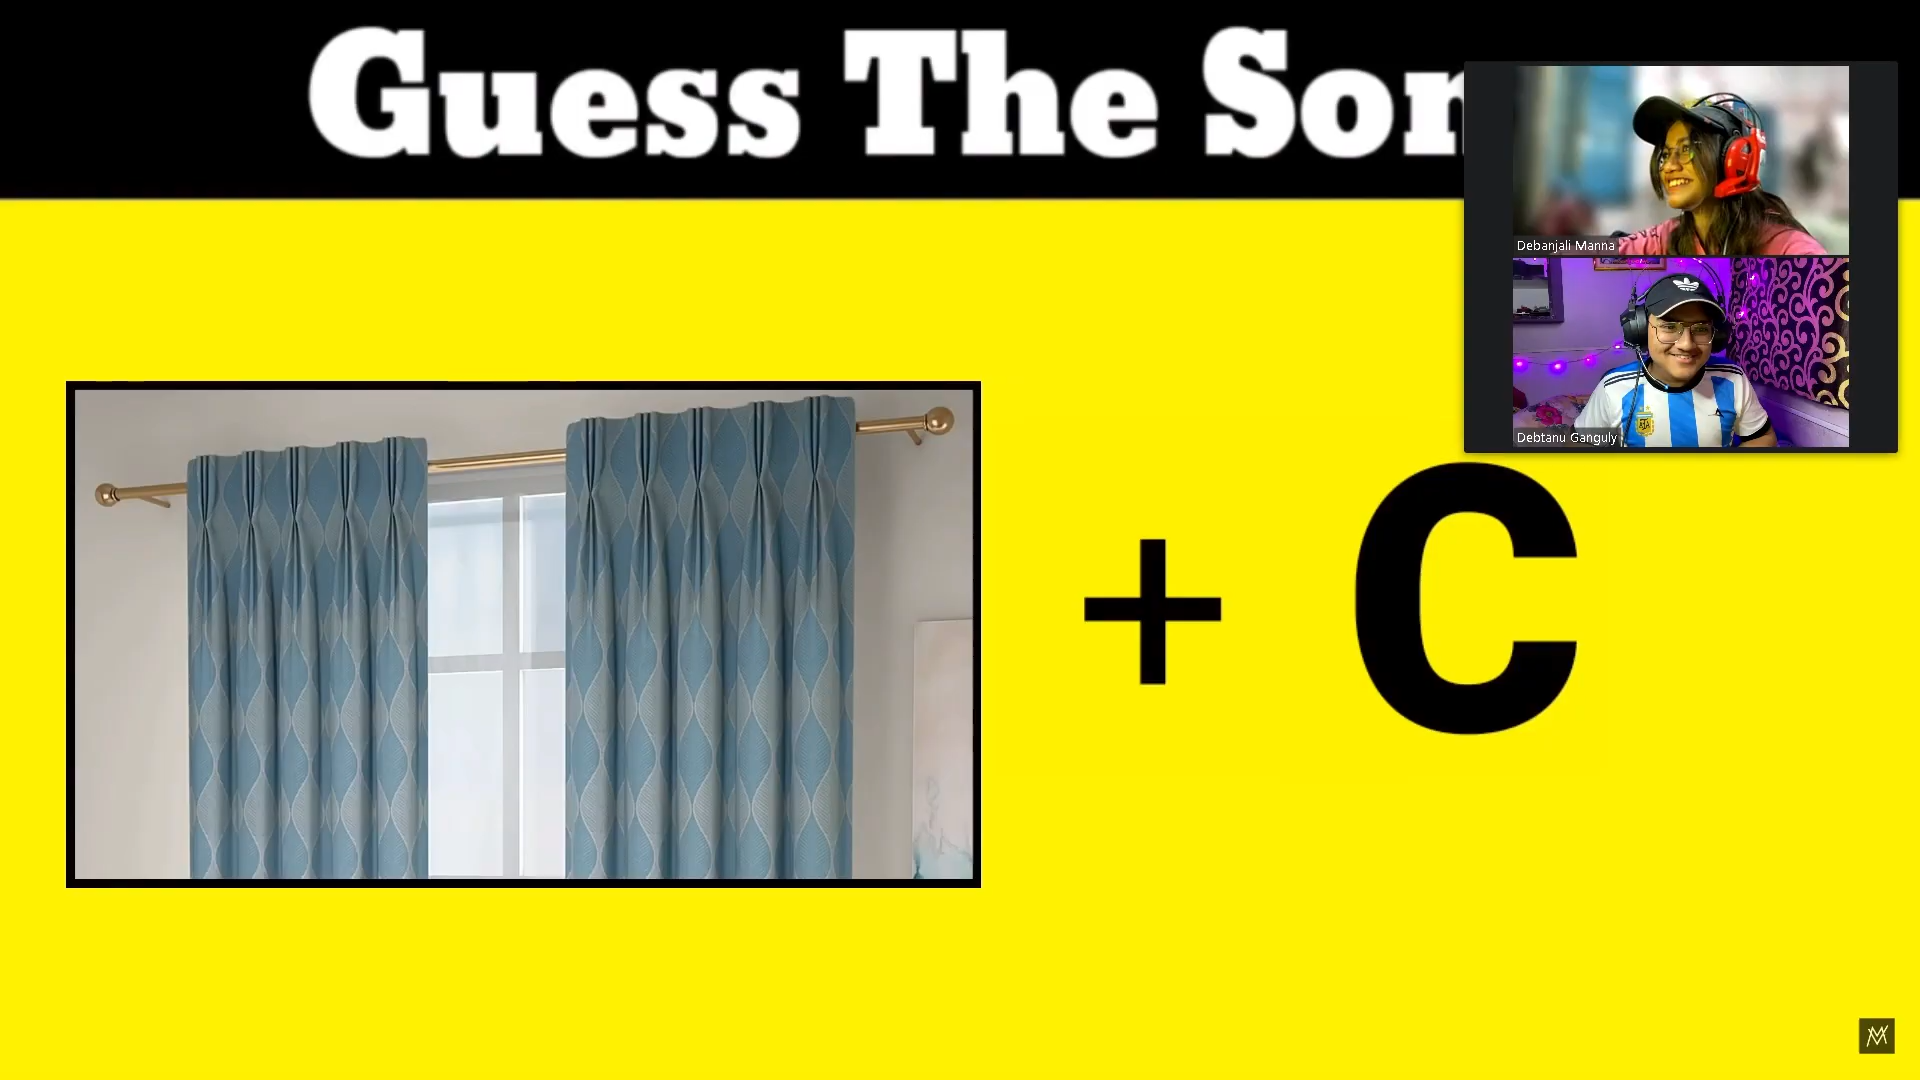 Guess The Son
Debanjali Manna
Debtanu Ganguly
+ C